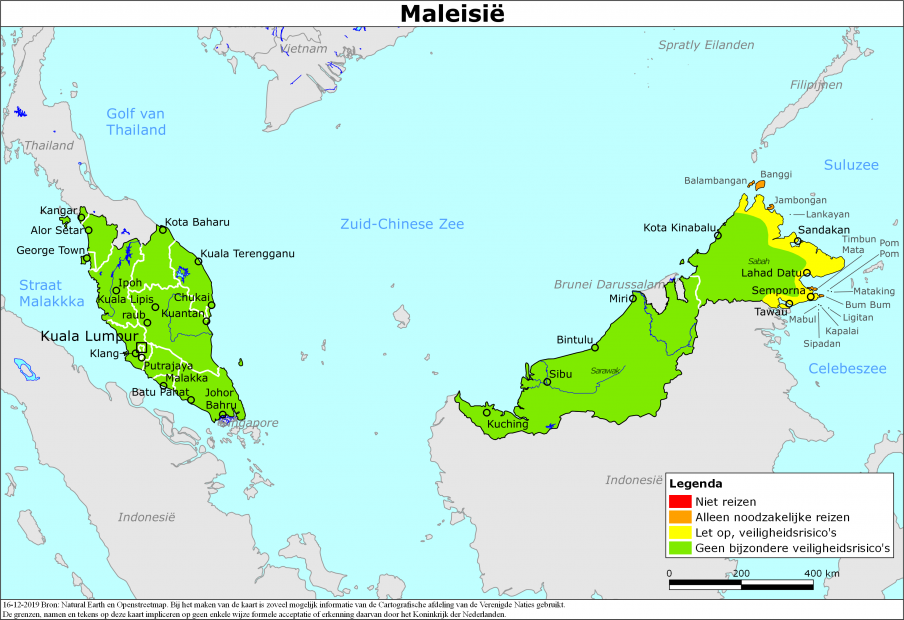 Maleisië
Vietnam
Spratly Eilanden
Filipijnen
Golf van
Thailand
Thailand
Suluzee
Balambangan
Banggi
Jambongan
Lankayan
Kangar
Alor Setar
George Town
Kota Baharu
Kuala Terengganu
Zuid-Chinese Zee
Kota Kinabalu
Sandakan
Timbun
Mata
Pom
Pom
Sabah
Lahad Datu
Straat
Malakkka
Ipoh
Kuala Lipis
Chukai
raub
Kuantan
Brunei Darussalam
Miri
Semporna
Mataking
Bum Bum
Tawau
Mabul
Ligitan
Kapalai
Sipadan
Kuala Lumpur
Klang
Putrajaya
Malakka
Batu Pahat
Johor
Bahru
Singapore
Bintulu
Sibu
Sarawak
Kuching
Celebeszee
Indonesië
Indonesië
Legenda
Niet reizen
Alleen noodzakelijke reizen
Let op, veiligheidsrisico's
Geen bijzondere veiligheidsrisico's
0 200 400 km
16-12-2019 Bron: Natural Earth en Openstreetmap. Bij het maken van de kaart is zoveel mogelijk informatie van de Cartografische afdeling van de Verenigde Naties gebruikt.
De grenzen, namen en tekens op deze kaart impliceren op geen enkele wijze formele acceptatie of erkenning daarvan door het Koninkrijk der Nederlanden.